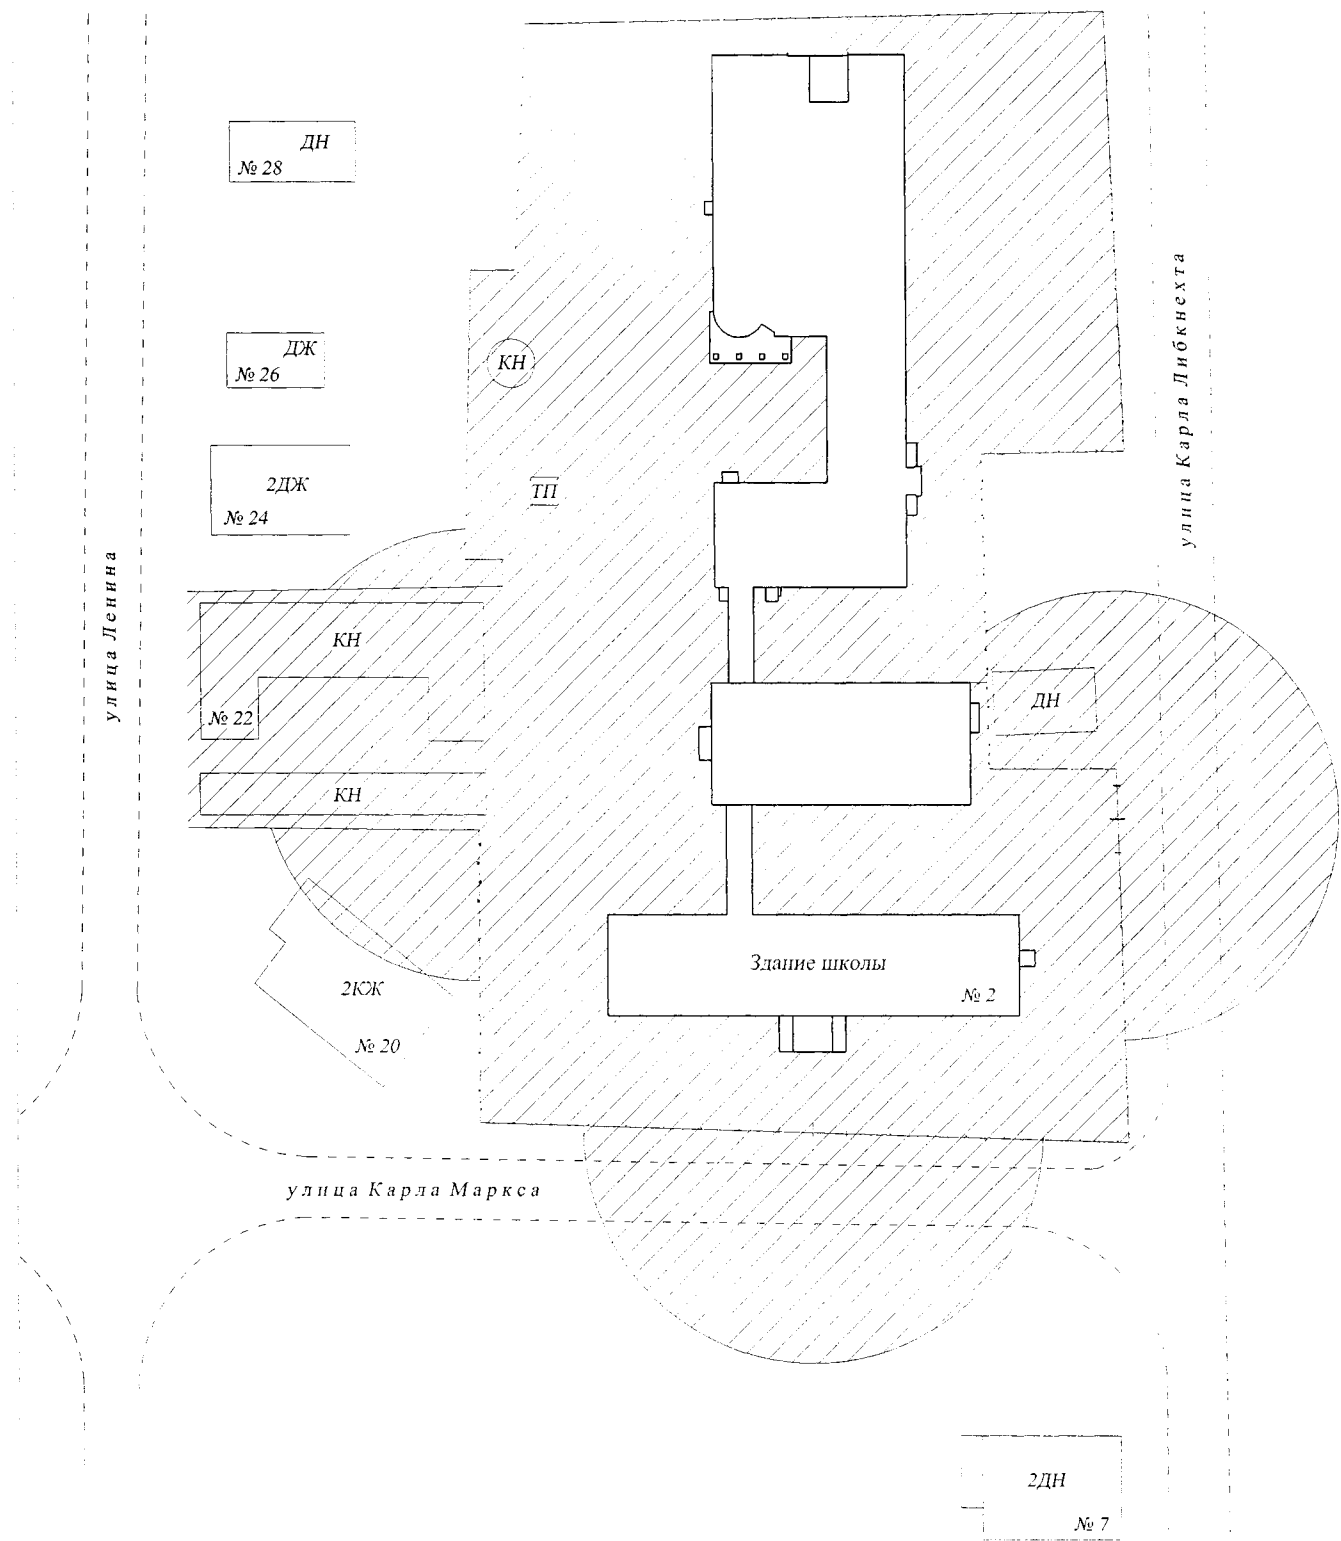 ДН
№ 28
ДЖ
№ 26
КН
2ДЖ
№ 24
ТП
улица Карла Либкнехта
улица Ленина
КН
№ 22
ДН
КН
Здание школы
№ 2
2КЖ
№ 20
улица Карла Маркса
2ДН
№ 7